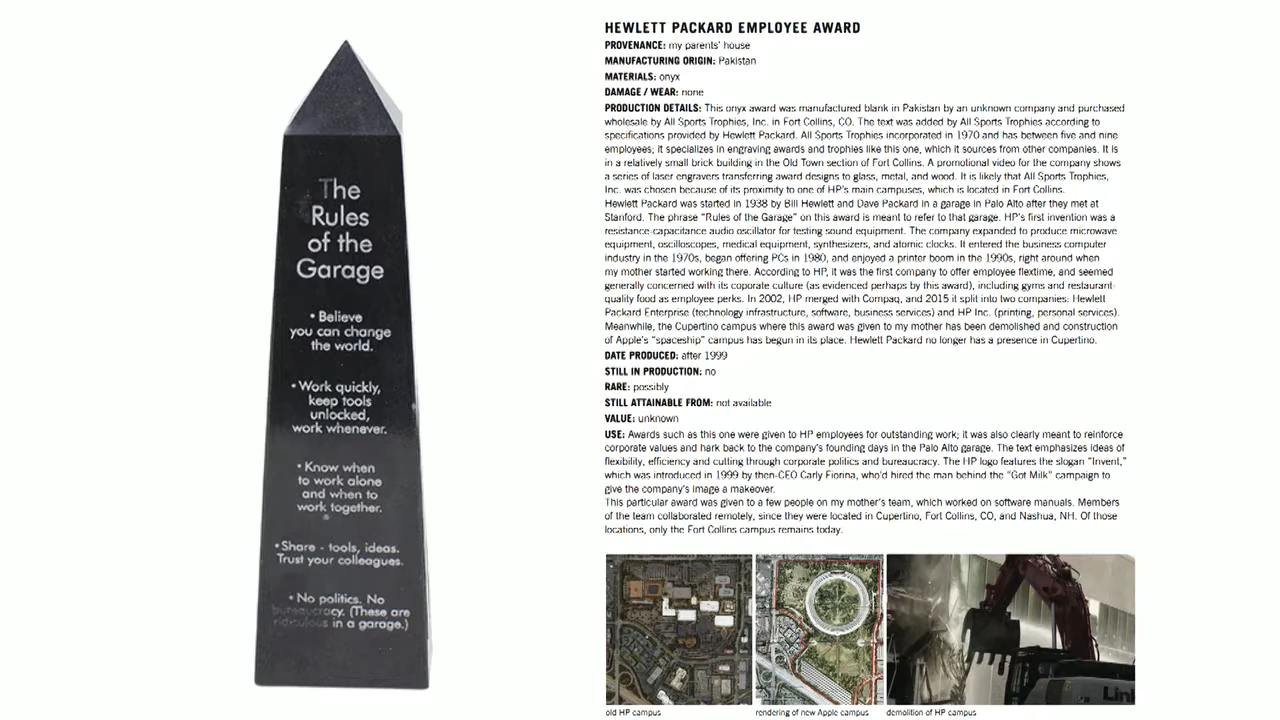 The
Rules
of the
Garage
• Believe
you can change
the world.
• Work quickly,
keep tools
unlocked,
work whenever.
• Know when
to work alone
and when to
work together.
• Share - tools, ideas.
Trust your colleagues.
• No politics. No
bureaucracy. (These are
ridiculous in a garage.)
HEWLETT PACKARD EMPLOYEE AWARD
PROVENANCE: my parents' house
MANUFACTURING ORIGIN: Pakistan
MATERIALS: onyx
DAMAGE / WEAR: none
PRODUCTION DETAILS: This onyx award was manufactured blank in Pakistan by an unknown company and purchased
wholesale by All Sports Trophies, Inc. in Fort Collins, CO. The text was added by All Sports Trophies according to
specifications provided by Hewlett Packard. All Sports Trophies incorporated in 1970 and has between five and nine
employees; it specializes in engraving awards and trophies like this one, which it sources from other companies. It is
in a relatively small brick building in the Old Town section of Fort Collins. A promotional video for the company shows
a series of laser engravers transferring award designs to glass, metal, and wood. It is likely that All Sports Trophies,
Inc. was chosen because of its proximity to one of HP's main campuses, which is located in Fort Collins.
Hewlett Packard was started in 1938 by Bill Hewlett and Dave Packard in a garage in Palo Alto after they met at
Stanford. The phrase "Rules of the Garage" on this award is meant to refer to that garage. HP's first invention was a
resistance-capacitance audio oscillator for testing sound equipment. The company expanded to produce microwave
equipment, oscilloscopes, medical equipment, synthesizers, and atomic clocks. It entered the business computer
industry in the 1970s, began offering PCs in 1980, and enjoyed a printer boom in the 1990s, right around when
my mother started working there. According to HP, it was the first company to offer employee flextime, and seemed
generally concerned with its coporate culture (as evidenced perhaps by this award), including gyms and restaurant-
quality food as employee perks. In 2002, HP merged with Compaq, and 2015 it split into two companies: Hewlett
Packard Enterprise (technology infrastructure, software, business services) and HP Inc. (printing, personal services).
Meanwhile, the Cupertino campus where this award was given to my mother has been demolished and construction
of Apple's "spaceship" campus has begun in its place. Hewlett Packard no longer has a presence in Cupertino.
DATE PRODUCED: after 1999
STILL IN PRODUCTION: no
RARE: possibly
STILL ATTAINABLE FROM: not available
VALUE: unknown
USE: Awards such as this one were given to HP employees for outstanding work; it was also clearly meant to reinforce
corporate values and hark back to the company's founding days in the Palo Alto garage. The text emphasizes ideas of
flexibility, efficiency and cutting through corporate politics and bureaucracy. The HP logo features the slogan "Invent,"
which was introduced in 1999 by then-CEO Carly Fiorina, who'd hired the man behind the "Got Milk" campaign to
give the company's image a makeover.
This particular award was given to a few people on my mother's team, which worked on software manuals. Members
of the team collaborated remotely, since they were located in Cupertino, Fort Collins, CO, and Nashua, NH. Of those
locations, only the Fort Collins campus remains today.
Link
old HP campus
rendering of new Apple campus
demolition of HP campus